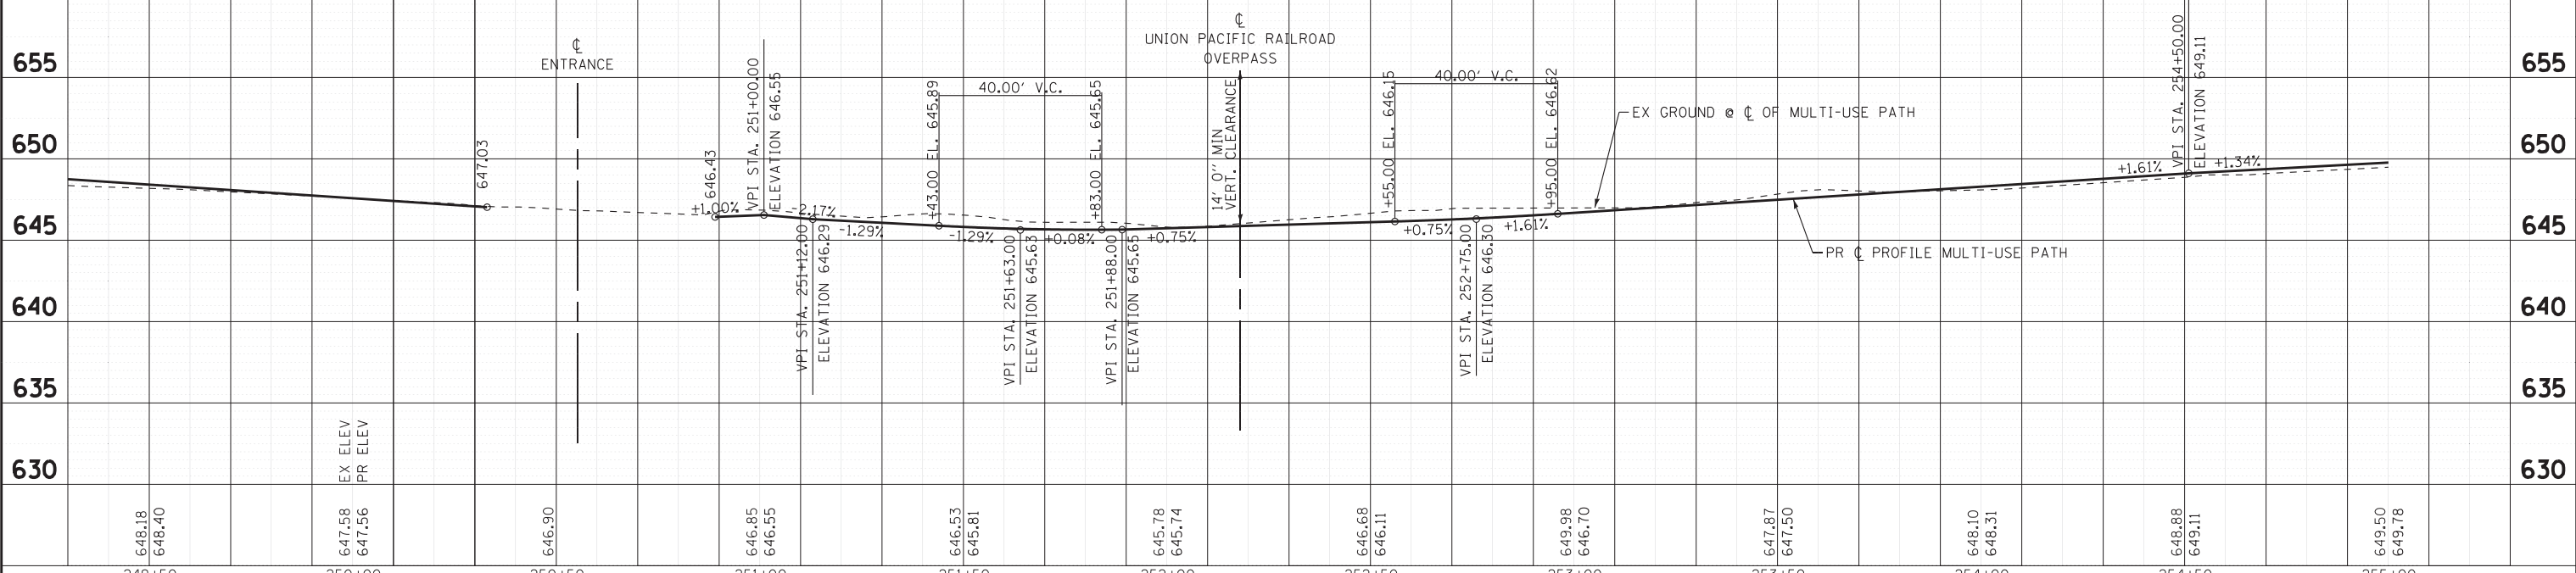 655
650
645
640
635
630
℄
ENTRANCE
℄
UNION PACIFIC RAILROAD
OVERPASS
14' 0" MIN
VERT. CLEARANCE
647.03
646.43
VPI STA. 251+00.00
ELEVATION 646.55
+43.00 EL. 645.89
40.00' V.C.
+83.00 EL. 645.65
+55.00 EL. 646.15
40.00' V.C.
+95.00 EL. 646.62
EX GROUND @ ℄ OF MULTI-USE PATH
VPI STA. 254+50.00
ELEVATION 649.11
+1.00%
-2.17%
-1.29%
-1.29%
+0.08%
+0.75%
+0.75%
+1.61%
+1.61%
+1.34%
PR ℄ PROFILE MULTI-USE PATH
VPI STA. 251+12.00
ELEVATION 646.29
VPI STA. 251+63.00
ELEVATION 645.63
VPI STA. 251+88.00
ELEVATION 645.65
VPI STA. 252+75.00
ELEVATION 646.30
655
650
645
640
635
630
EX ELEV
PR ELEV
648.18
648.40
647.58
647.56
646.90
646.85
646.55
646.53
645.81
645.78
645.74
646.68
646.11
649.98
646.70
647.87
647.50
648.10
648.31
648.88
649.11
649.50
649.78